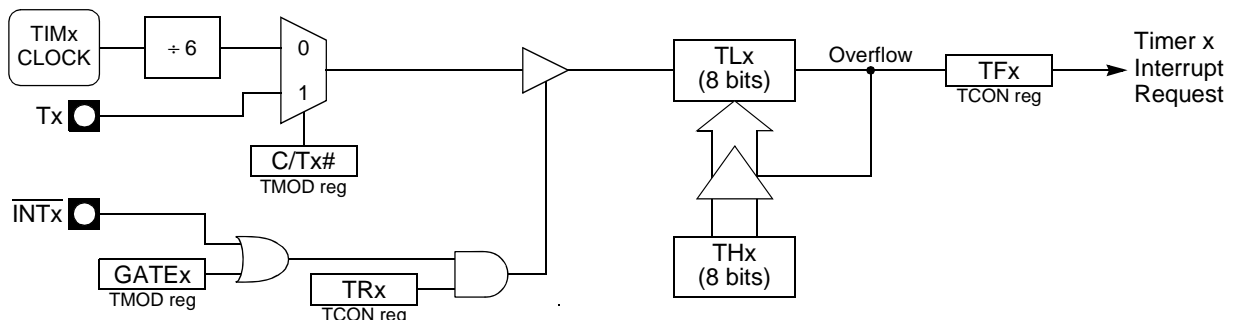 TIMx
CLOCK
÷ 6
0
1
Tx
C/Tx#
TMOD reg
INTx
GATEx
TMOD reg
TRx
TCON reg
TLx
(8 bits)
Overflow
TFx
TCON reg
Timer x
Interrupt
Request
THx
(8 bits)